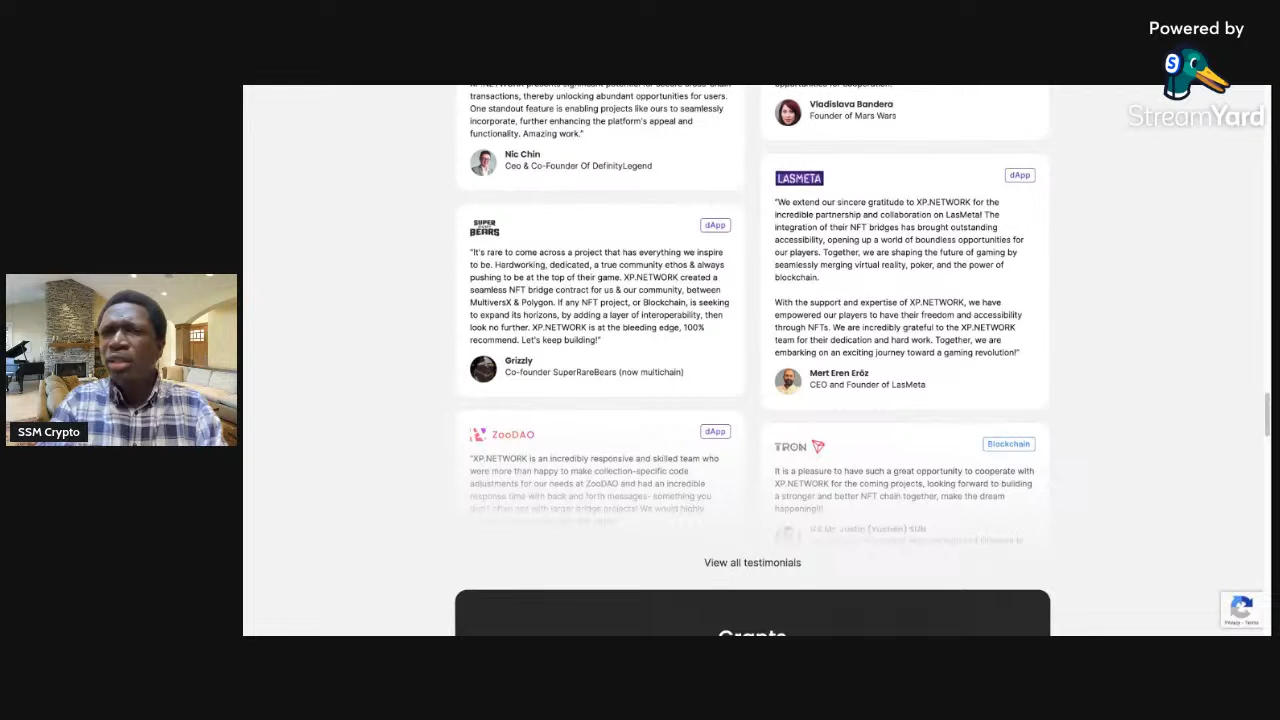 Powered by
StreamYard
transactions, thereby unlocking abundant opportunities for users.
One standout feature is enabling projects like ours to seamlessly
incorporate, further enhancing the platform's appeal and
functionality. Amazing work."
Nic Chin
Ceo & Co-Founder Of DefinityLegend
SUPER
BEARS
dApp
"It's rare to come across a project that has everything we inspire
to be. Hardworking, dedicated, a true community ethos & always
pushing to be at the top of their game. XP.NETWORK created a
seamless NFT bridge contract for us & our community, between
MultiversX & Polygon. If any NFT project, or Blockchain, is seeking
to expand its horizons, by adding a layer of interoperability, then
look no further. XP.NETWORK is at the bleeding edge, 100%
recommend. Let's keep building!"
Grizzly
Co-founder SuperRareBears (now multichain)
ZooDAO
dApp
"XP.NETWORK is an incredibly responsive and skilled team who
were more than happy to make collection-specific code
adjustments for our needs at ZooDAO and had an incredible
response time with back and forth messages- something you
don't often get with larger bridge projects! We would highly
Vladislava Bandera
Founder of Mars Wars
LASMETA
dApp
"We extend our sincere gratitude to XP.NETWORK for the
incredible partnership and collaboration on LasMeta! The
integration of their NFT bridges has brought outstanding
accessibility, opening up a world of boundless opportunities for
our players. Together, we are shaping the future of gaming by
seamlessly merging virtual reality, poker, and the power of
blockchain.
With the support and expertise of XP.NETWORK, we have
empowered our players to have their freedom and accessibility
through NFTs. We are incredibly grateful to the XP.NETWORK
team for their dedication and hard work. Together, we are
embarking on an exciting journey toward a gaming revolution!"
Mert Eren Eröz
CEO and Founder of LasMeta
TRON
Blockchain
It is a pleasure to have such a great opportunity to cooperate with
XP.NETWORK for the coming projects, looking forward to building
a stronger and better NFT chain together, make the dream
happening!!!
Justin (Yuchen) SUN
View all testimonials
Grants
Privacy - Terms
SSM Crypto